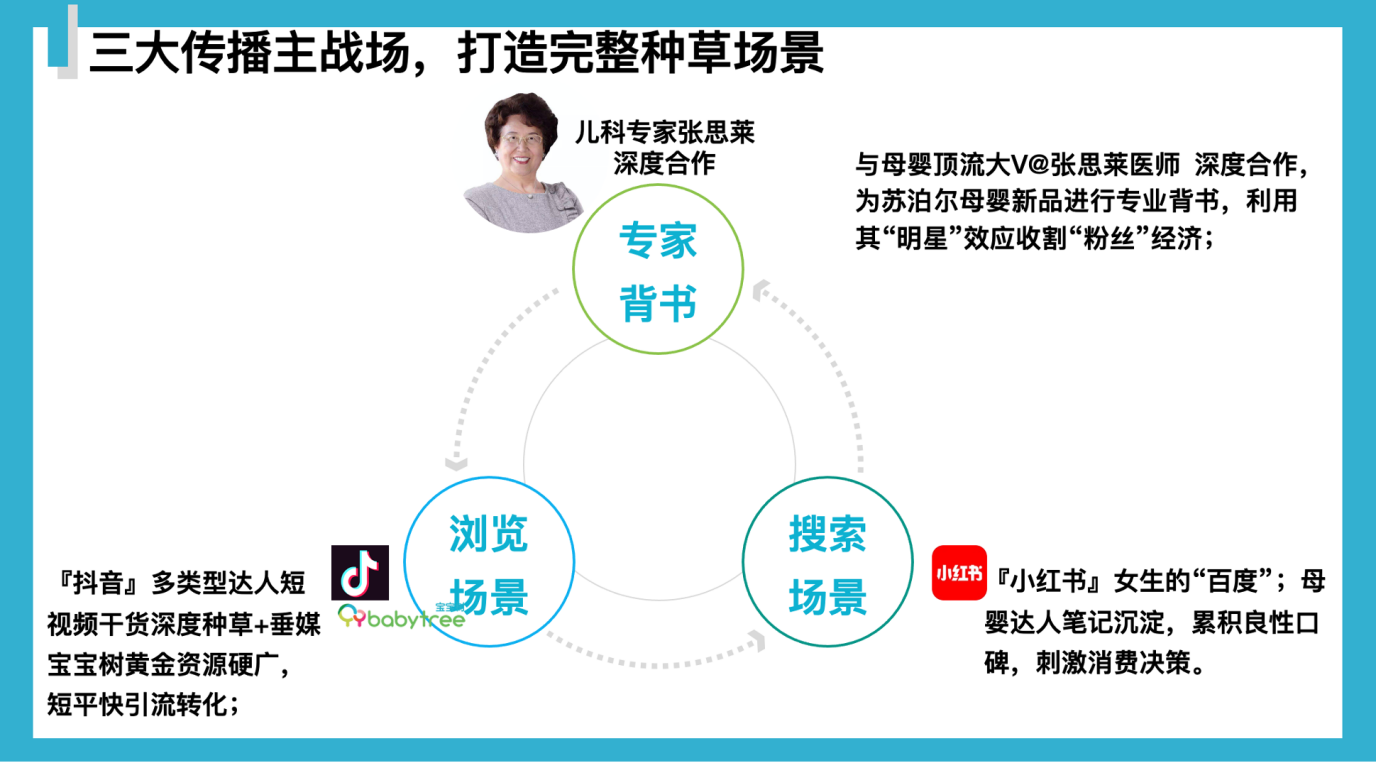 三大传播主战场，打造完整种草场景
儿科专家张思莱
深度合作
与母婴顶流大V@张思莱医师 深度合作，
为苏泊尔母婴新品进行专业背书，利用
其“明星”效应收割“粉丝”经济；
专家
背书
浏览
场景
搜索
场景
『抖音』多类型达人短
视频干货深度种草+垂媒
宝宝树黄金资源硬广，
短平快引流转化；
宝宝
babytree
小红书
『小红书』女生的“百度”；母
婴达人笔记沉淀，累积良性口
碑，刺激消费决策。